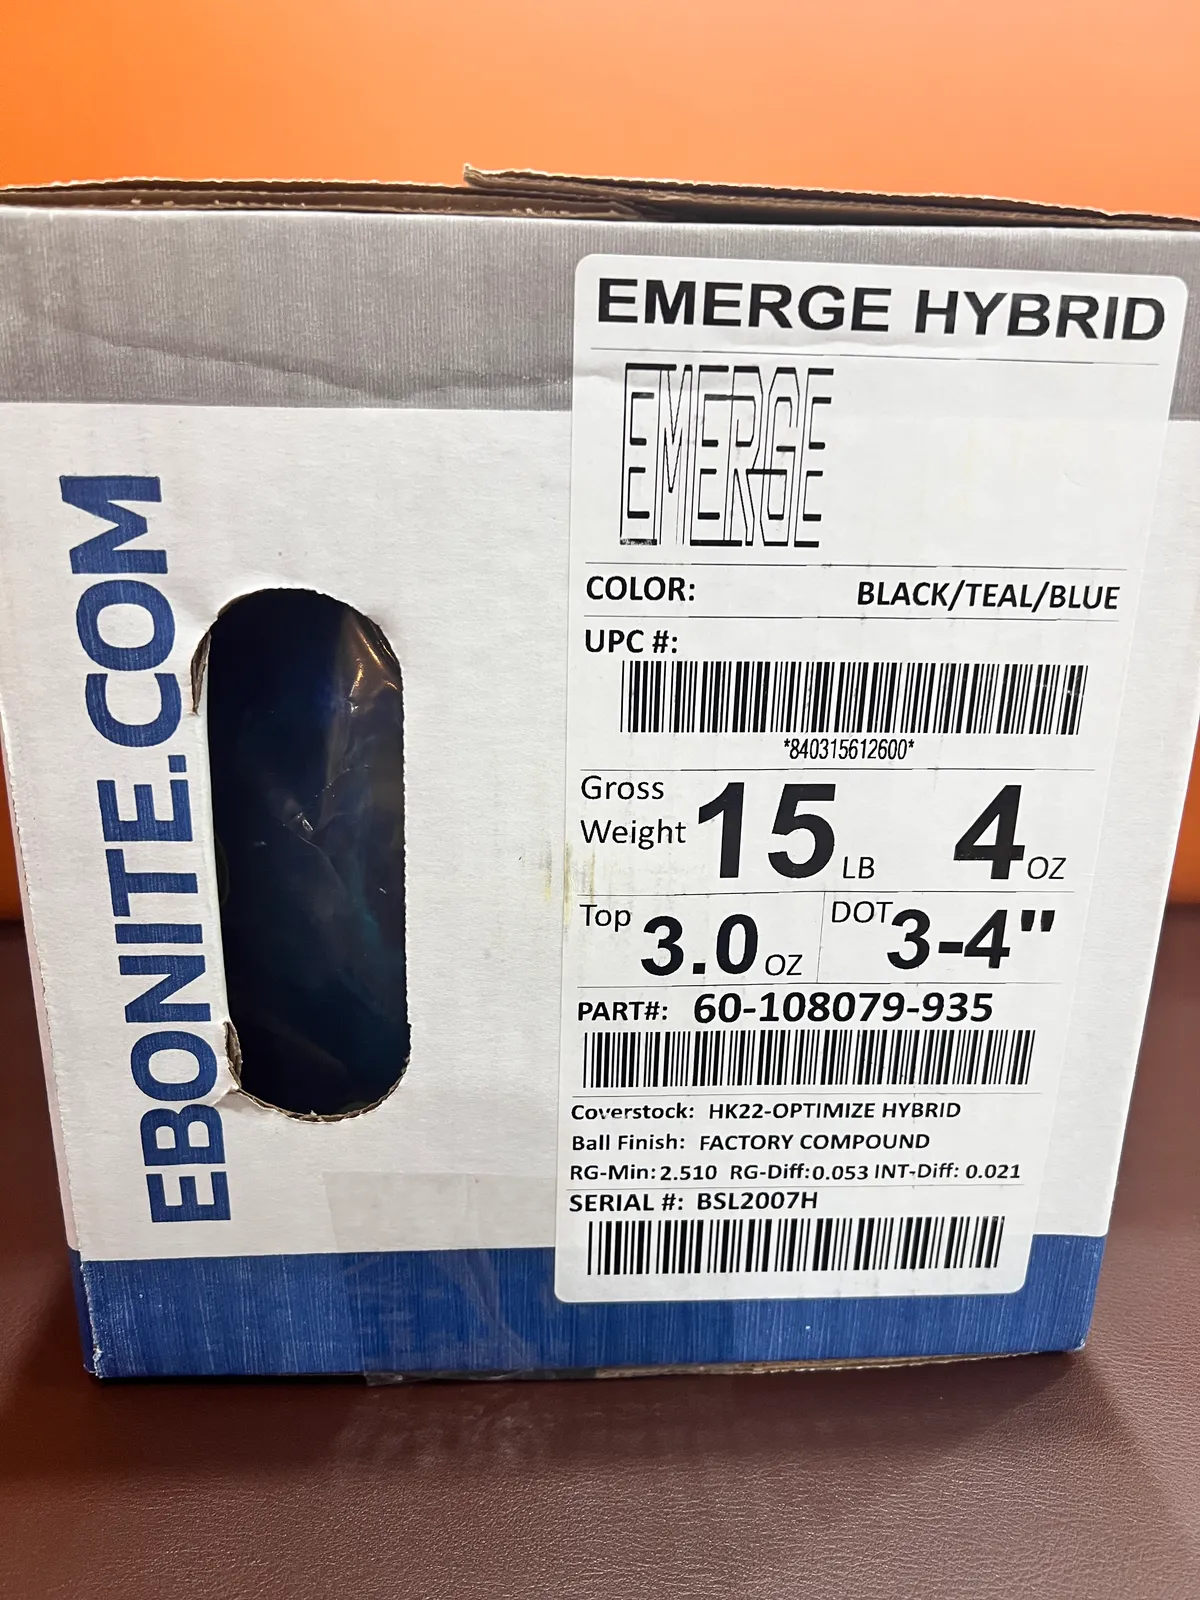 EBONITE.COM
EMERGE HYBRID
EMERGE
COLOR: BLACK/TEAL/BLUE
UPC #:
*840315612600*
Gross Weight 15 LB 4 OZ
Top 3.0 OZ DOT 3-4"
PART#: 60-108079-935
Coverstock: HK22-OPTIMIZE HYBRID
Ball Finish: FACTORY COMPOUND
RG-Min: 2.510 RG-Diff: 0.053 INT-Diff: 0.021
SERIAL #: BSL2007H